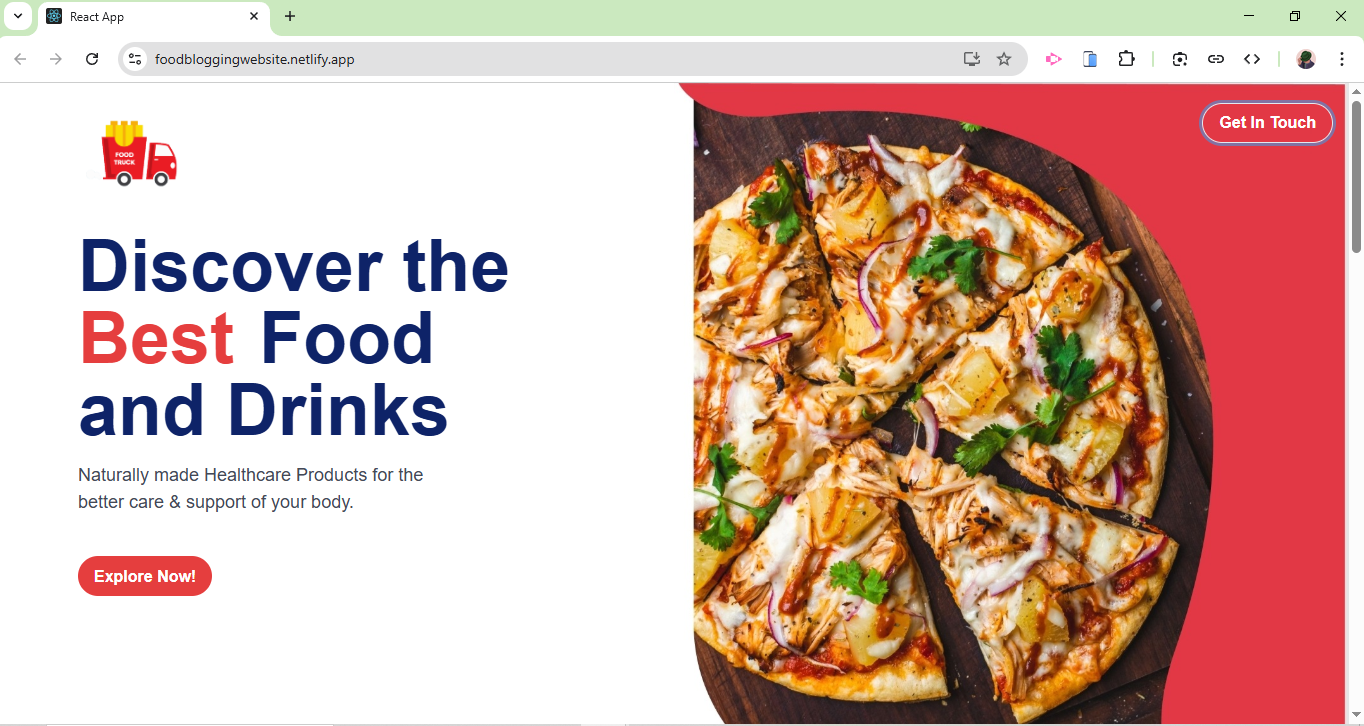 React App
foodbloggingwebsite.netlify.app
FOOD
TRUCK
Get In Touch
Discover the
Best Food
and Drinks
Naturally made Healthcare Products for the
better care & support of your body.
Explore Now!